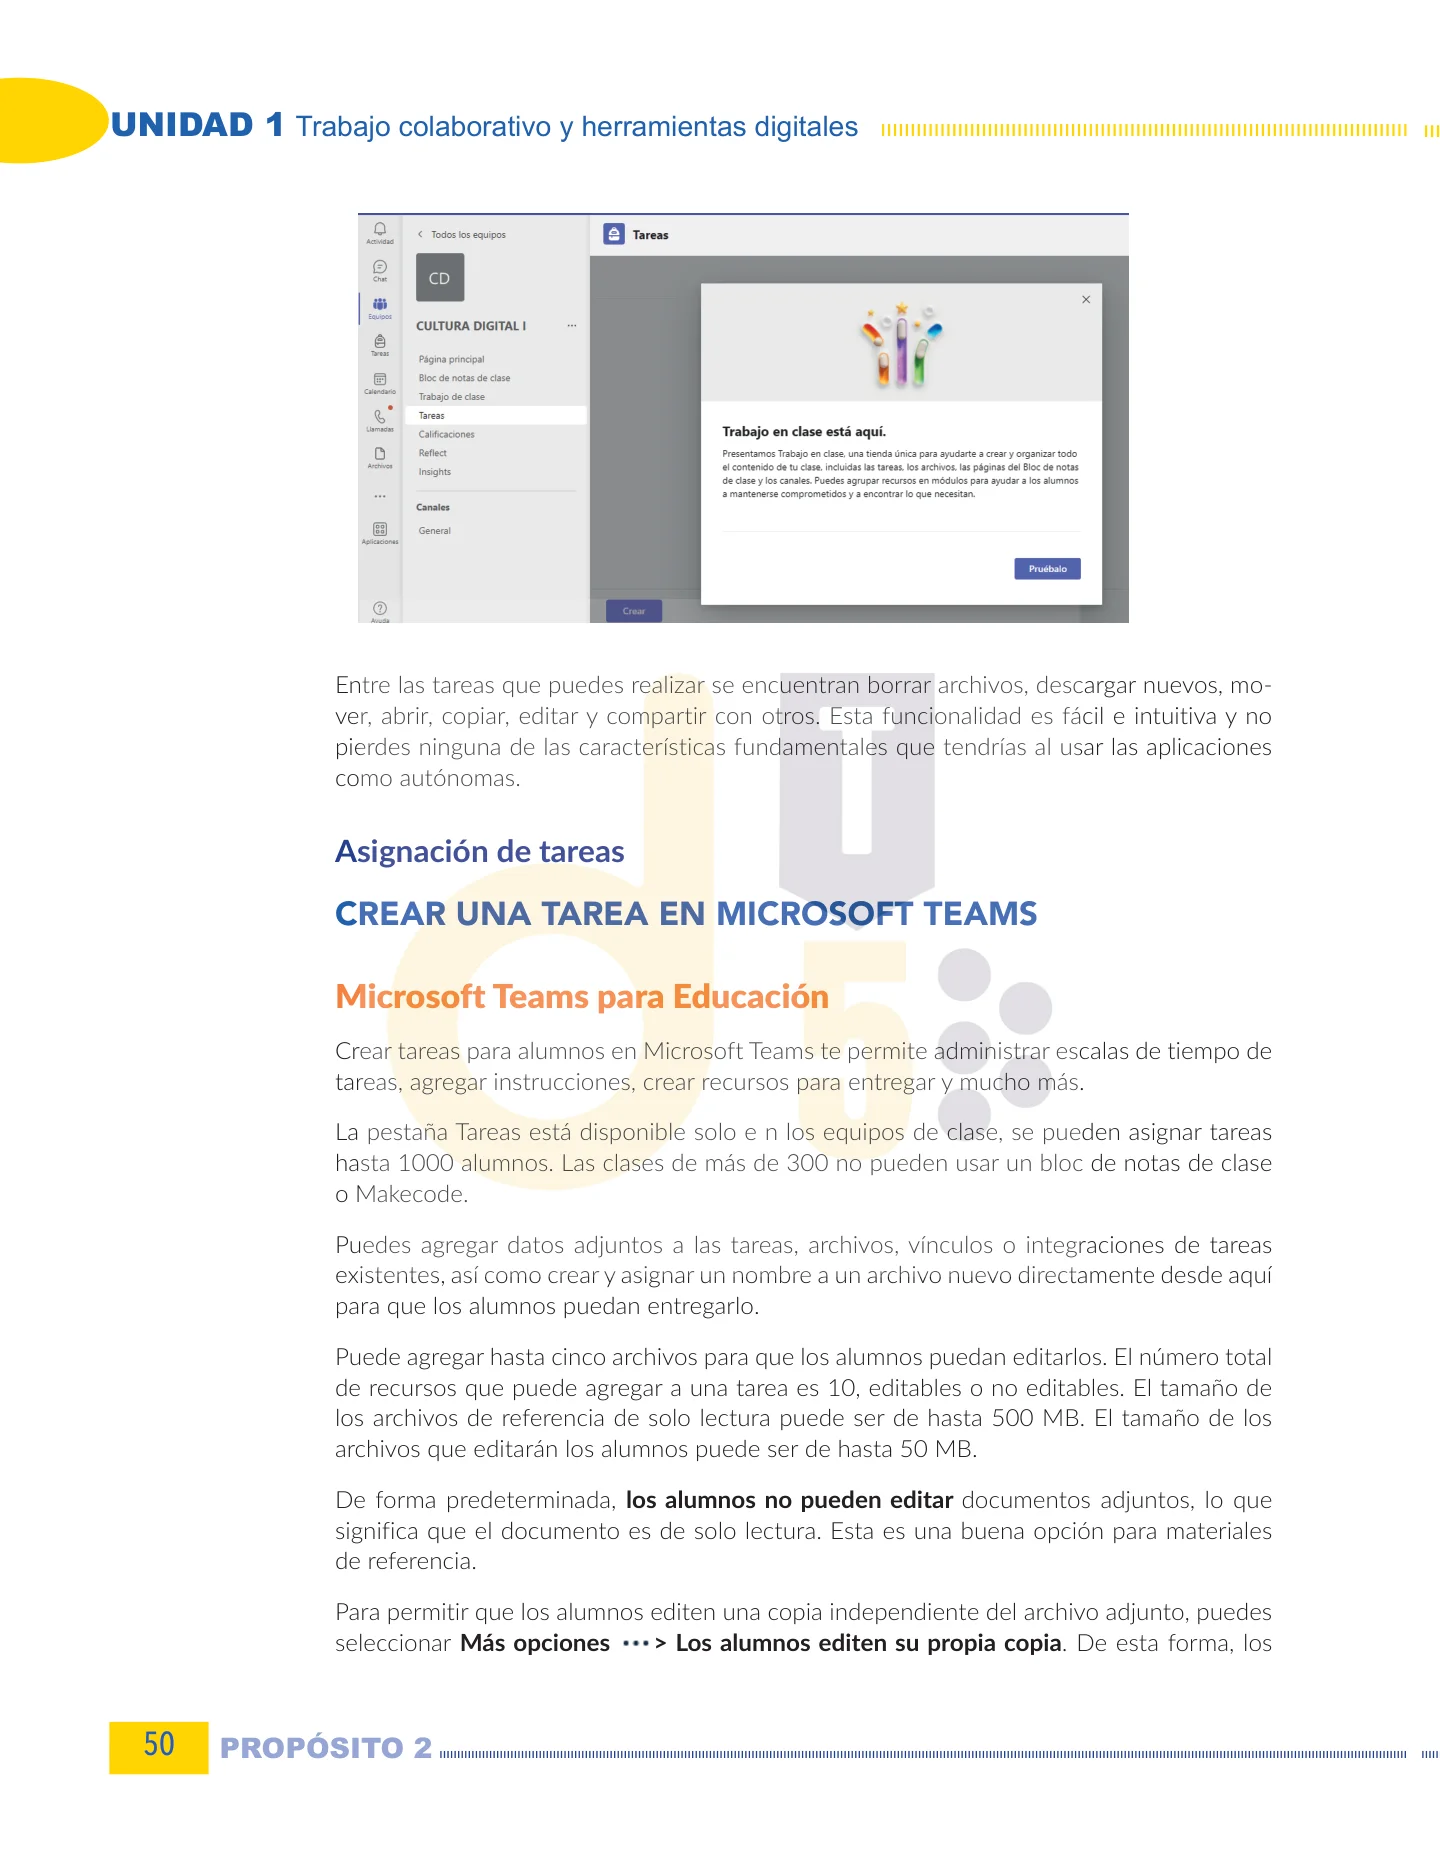 UNIDAD 1 Trabajo colaborativo y herramientas digitales
Actividad
Chat
Equipos
Tareas
Calendario
Llamadas
Archivos
...
Aplicaciones
Ayuda
< Todos los equipos
CD
CULTURA DIGITAL I ...
Página principal
Bloc de notas de clase
Trabajo de clase
Tareas
Calificaciones
Reflect
Insights
Canales
General
Tareas
Trabajo en clase está aquí.
Presentamos Trabajo en clase, una tienda única para ayudarte a crear y organizar todo
el contenido de tu clase, incluidas las tareas, los archivos, las páginas del Bloc de notas
de clase y los canales. Puedes agrupar recursos en módulos para ayudar a los alumnos
a mantenerse comprometidos y a encontrar lo que necesitan.
Pruébalo
Crear
Entre las tareas que puedes realizar se encuentran borrar archivos, descargar nuevos, mo-
ver, abrir, copiar, editar y compartir con otros. Esta funcionalidad es fácil e intuitiva y no
pierdes ninguna de las características fundamentales que tendrías al usar las aplicaciones
como autónomas.
Asignación de tareas
CREAR UNA TAREA EN MICROSOFT TEAMS
Microsoft Teams para Educación
Crear tareas para alumnos en Microsoft Teams te permite administrar escalas de tiempo de
tareas, agregar instrucciones, crear recursos para entregar y mucho más.
La pestaña Tareas está disponible solo e n los equipos de clase, se pueden asignar tareas
hasta 1000 alumnos. Las clases de más de 300 no pueden usar un bloc de notas de clase
o Makecode.
Puedes agregar datos adjuntos a las tareas, archivos, vínculos o integraciones de tareas
existentes, así como crear y asignar un nombre a un archivo nuevo directamente desde aquí
para que los alumnos puedan entregarlo.
Puede agregar hasta cinco archivos para que los alumnos puedan editarlos. El número total
de recursos que puede agregar a una tarea es 10, editables o no editables. El tamaño de
los archivos de referencia de solo lectura puede ser de hasta 500 MB. El tamaño de los
archivos que editarán los alumnos puede ser de hasta 50 MB.
De forma predeterminada, los alumnos no pueden editar documentos adjuntos, lo que
significa que el documento es de solo lectura. Esta es una buena opción para materiales
de referencia.
Para permitir que los alumnos editen una copia independiente del archivo adjunto, puedes
seleccionar Más opciones ...> Los alumnos editen su propia copia. De esta forma, los
50 PROPÓSITO 2